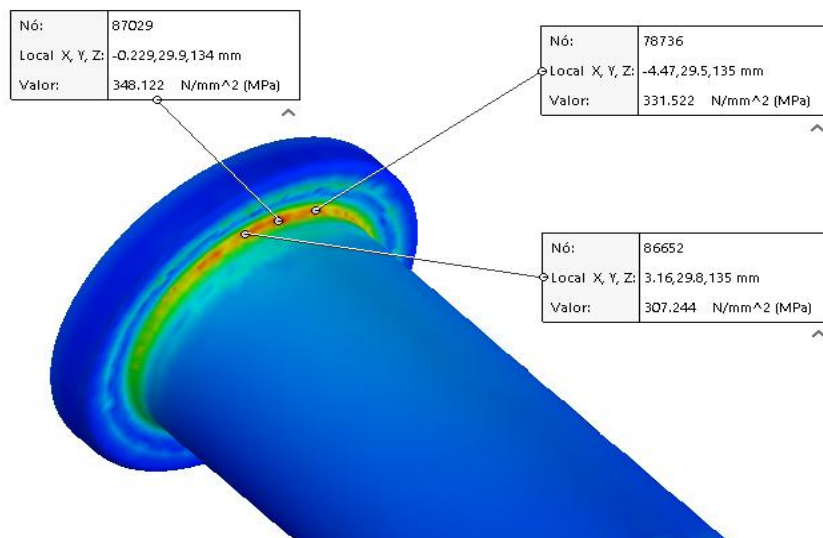 Nó: 87029
Local X, Y, Z: -0.229,29.9,134 mm
Valor: 348.122 N/mm^2 (MPa)
Nó: 78736
Local X, Y, Z: -4.47,29.5,135 mm
Valor: 331.522 N/mm^2 (MPa)
Nó: 86652
Local X, Y, Z: 3.16,29.8,135 mm
Valor: 307.244 N/mm^2 (MPa)